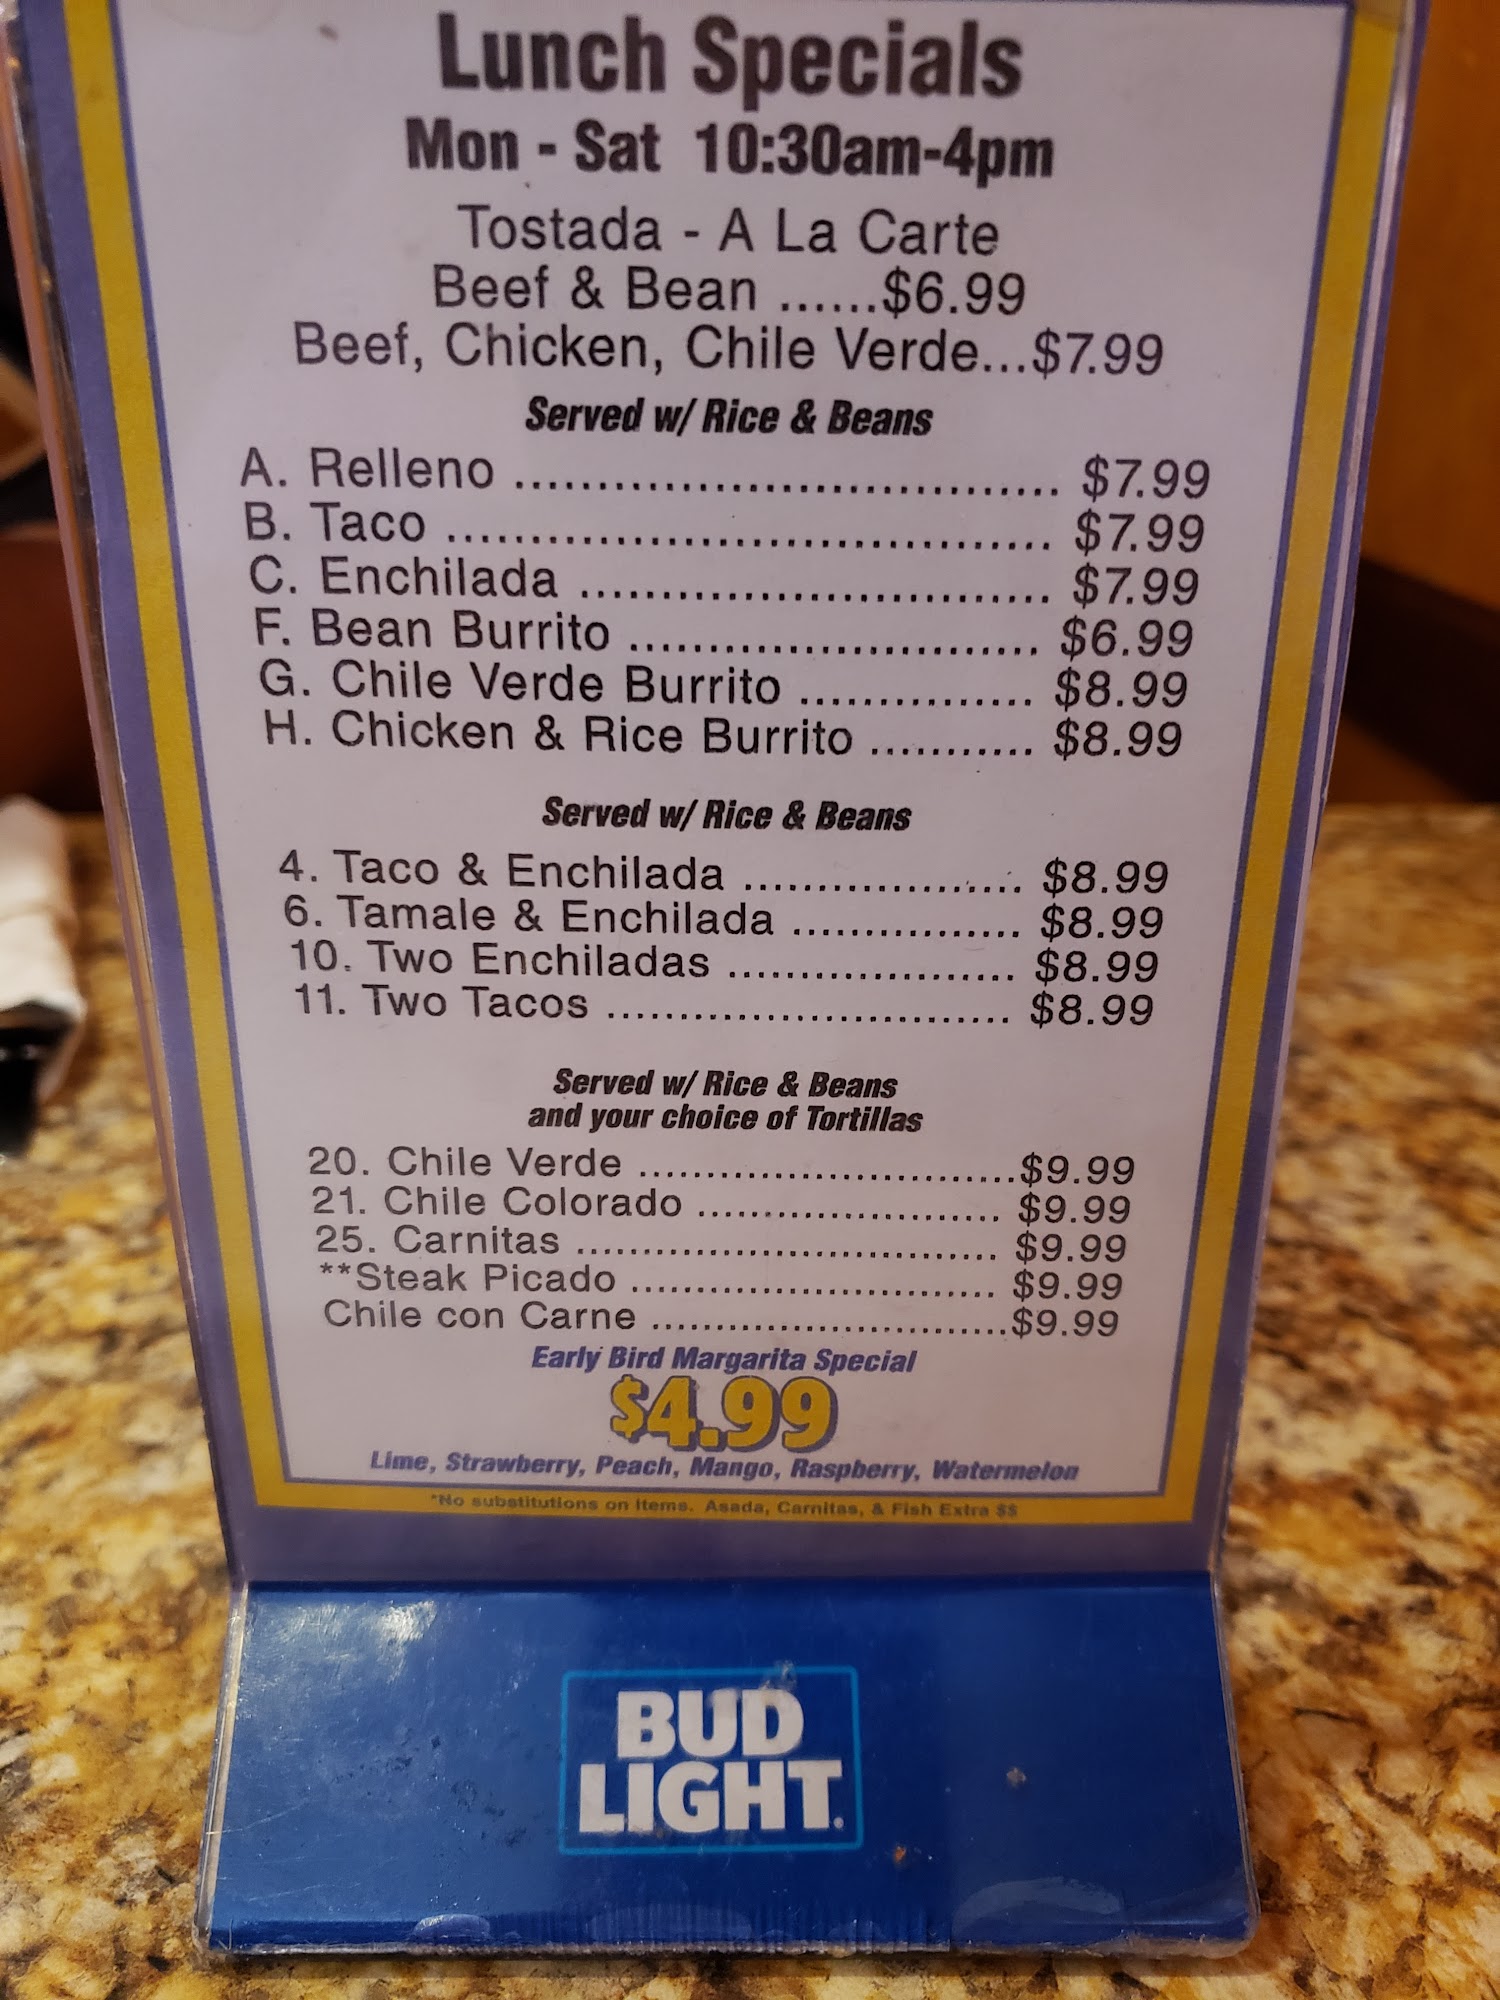 Lunch Specials
Mon - Sat 10:30am-4pm
Tostada - A La Carte
Beef & Bean ......$6.99
Beef, Chicken, Chile Verde...$7.99
Served w/ Rice & Beans
A. Relleno ........................................ $7.99
B. Taco ............................................ $7.99
C. Enchilada ................................... $7.99
F. Bean Burrito ............................... $6.99
G. Chile Verde Burrito ................. $8.99
H. Chicken & Rice Burrito ............ $8.99
Served w/ Rice & Beans
4. Taco & Enchilada .................... $8.99
6. Tamale & Enchilada ................ $8.99
10. Two Enchiladas .................... $8.99
11. Two Tacos ............................ $8.99
Served w/ Rice & Beans
and your choice of Tortillas
20. Chile Verde .............................$9.99
21. Chile Colorado ....................... $9.99
25. Carnitas ................................ $9.99
**Steak Picado ............................ $9.99
Chile con Carne ............................$9.99
Early Bird Margarita Special
$4.99
Lime, Strawberry, Peach, Mango, Raspberry, Watermelon
*No substitutions on items. Asada, Carnitas, & Fish Extra $$
BUD
LIGHT.